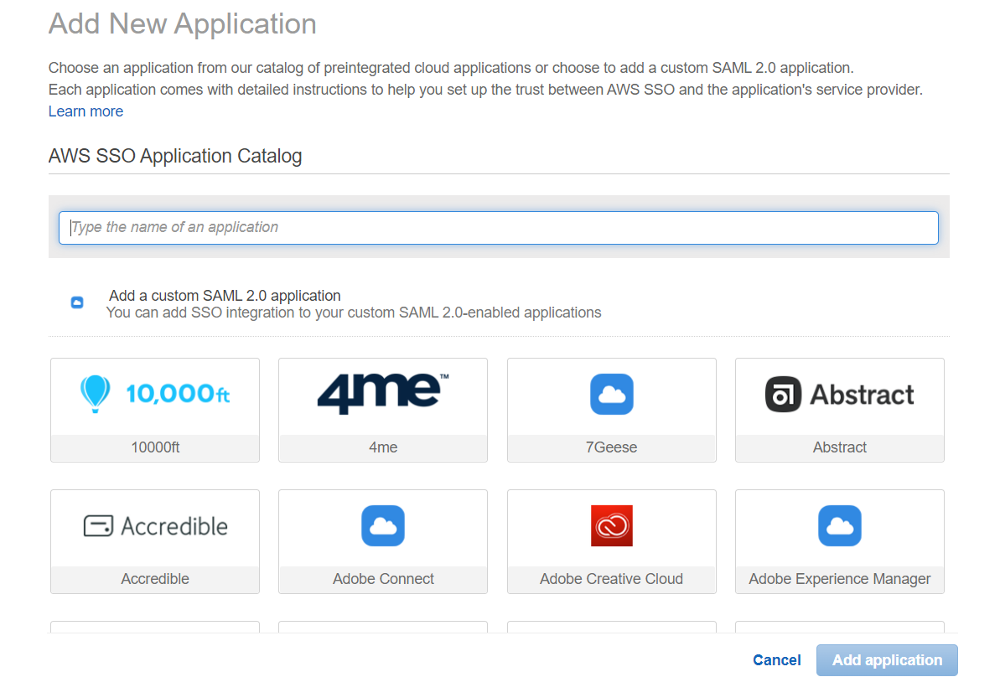 Add New Application
Choose an application from our catalog of preintegrated cloud applications or choose to add a custom SAML 2.0 application.
Each application comes with detailed instructions to help you set up the trust between AWS SSO and the application's service provider.
Learn more
AWS SSO Application Catalog
Type the name of an application
Add a custom SAML 2.0 application
You can add SSO integration to your custom SAML 2.0-enabled applications
10,000ft
4me™
Abstract
10000ft
4me
7Geese
Abstract
Accredible
Accredible
Adobe Connect
Adobe Creative Cloud
Adobe Experience Manager
Cancel
Add application